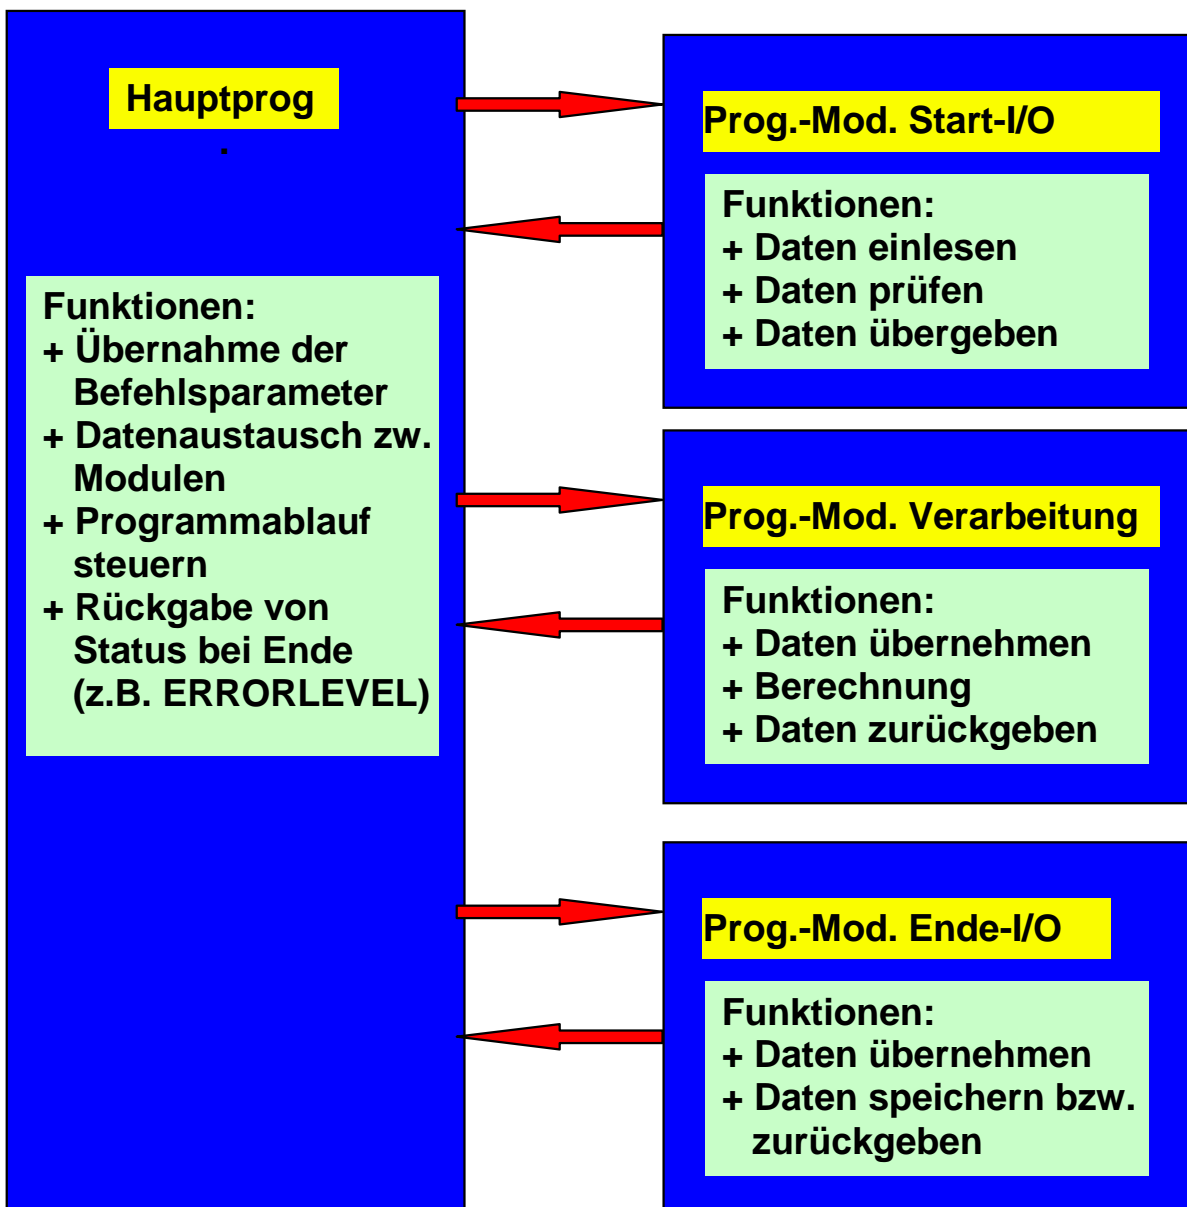 Hauptprog
.
Funktionen:
+ Übernahme der
Befehlsparameter
+ Datenaustausch zw.
Modulen
+ Programmablauf
steuern
+ Rückgabe von
Status bei Ende
(z.B. ERRORLEVEL)
Prog.-Mod. Start-I/O
Funktionen:
+ Daten einlesen
+ Daten prüfen
+ Daten übergeben
Prog.-Mod. Verarbeitung
Funktionen:
+ Daten übernehmen
+ Berechnung
+ Daten zurückgeben
Prog.-Mod. Ende-I/O
Funktionen:
+ Daten übernehmen
+ Daten speichern bzw.
zurückgeben